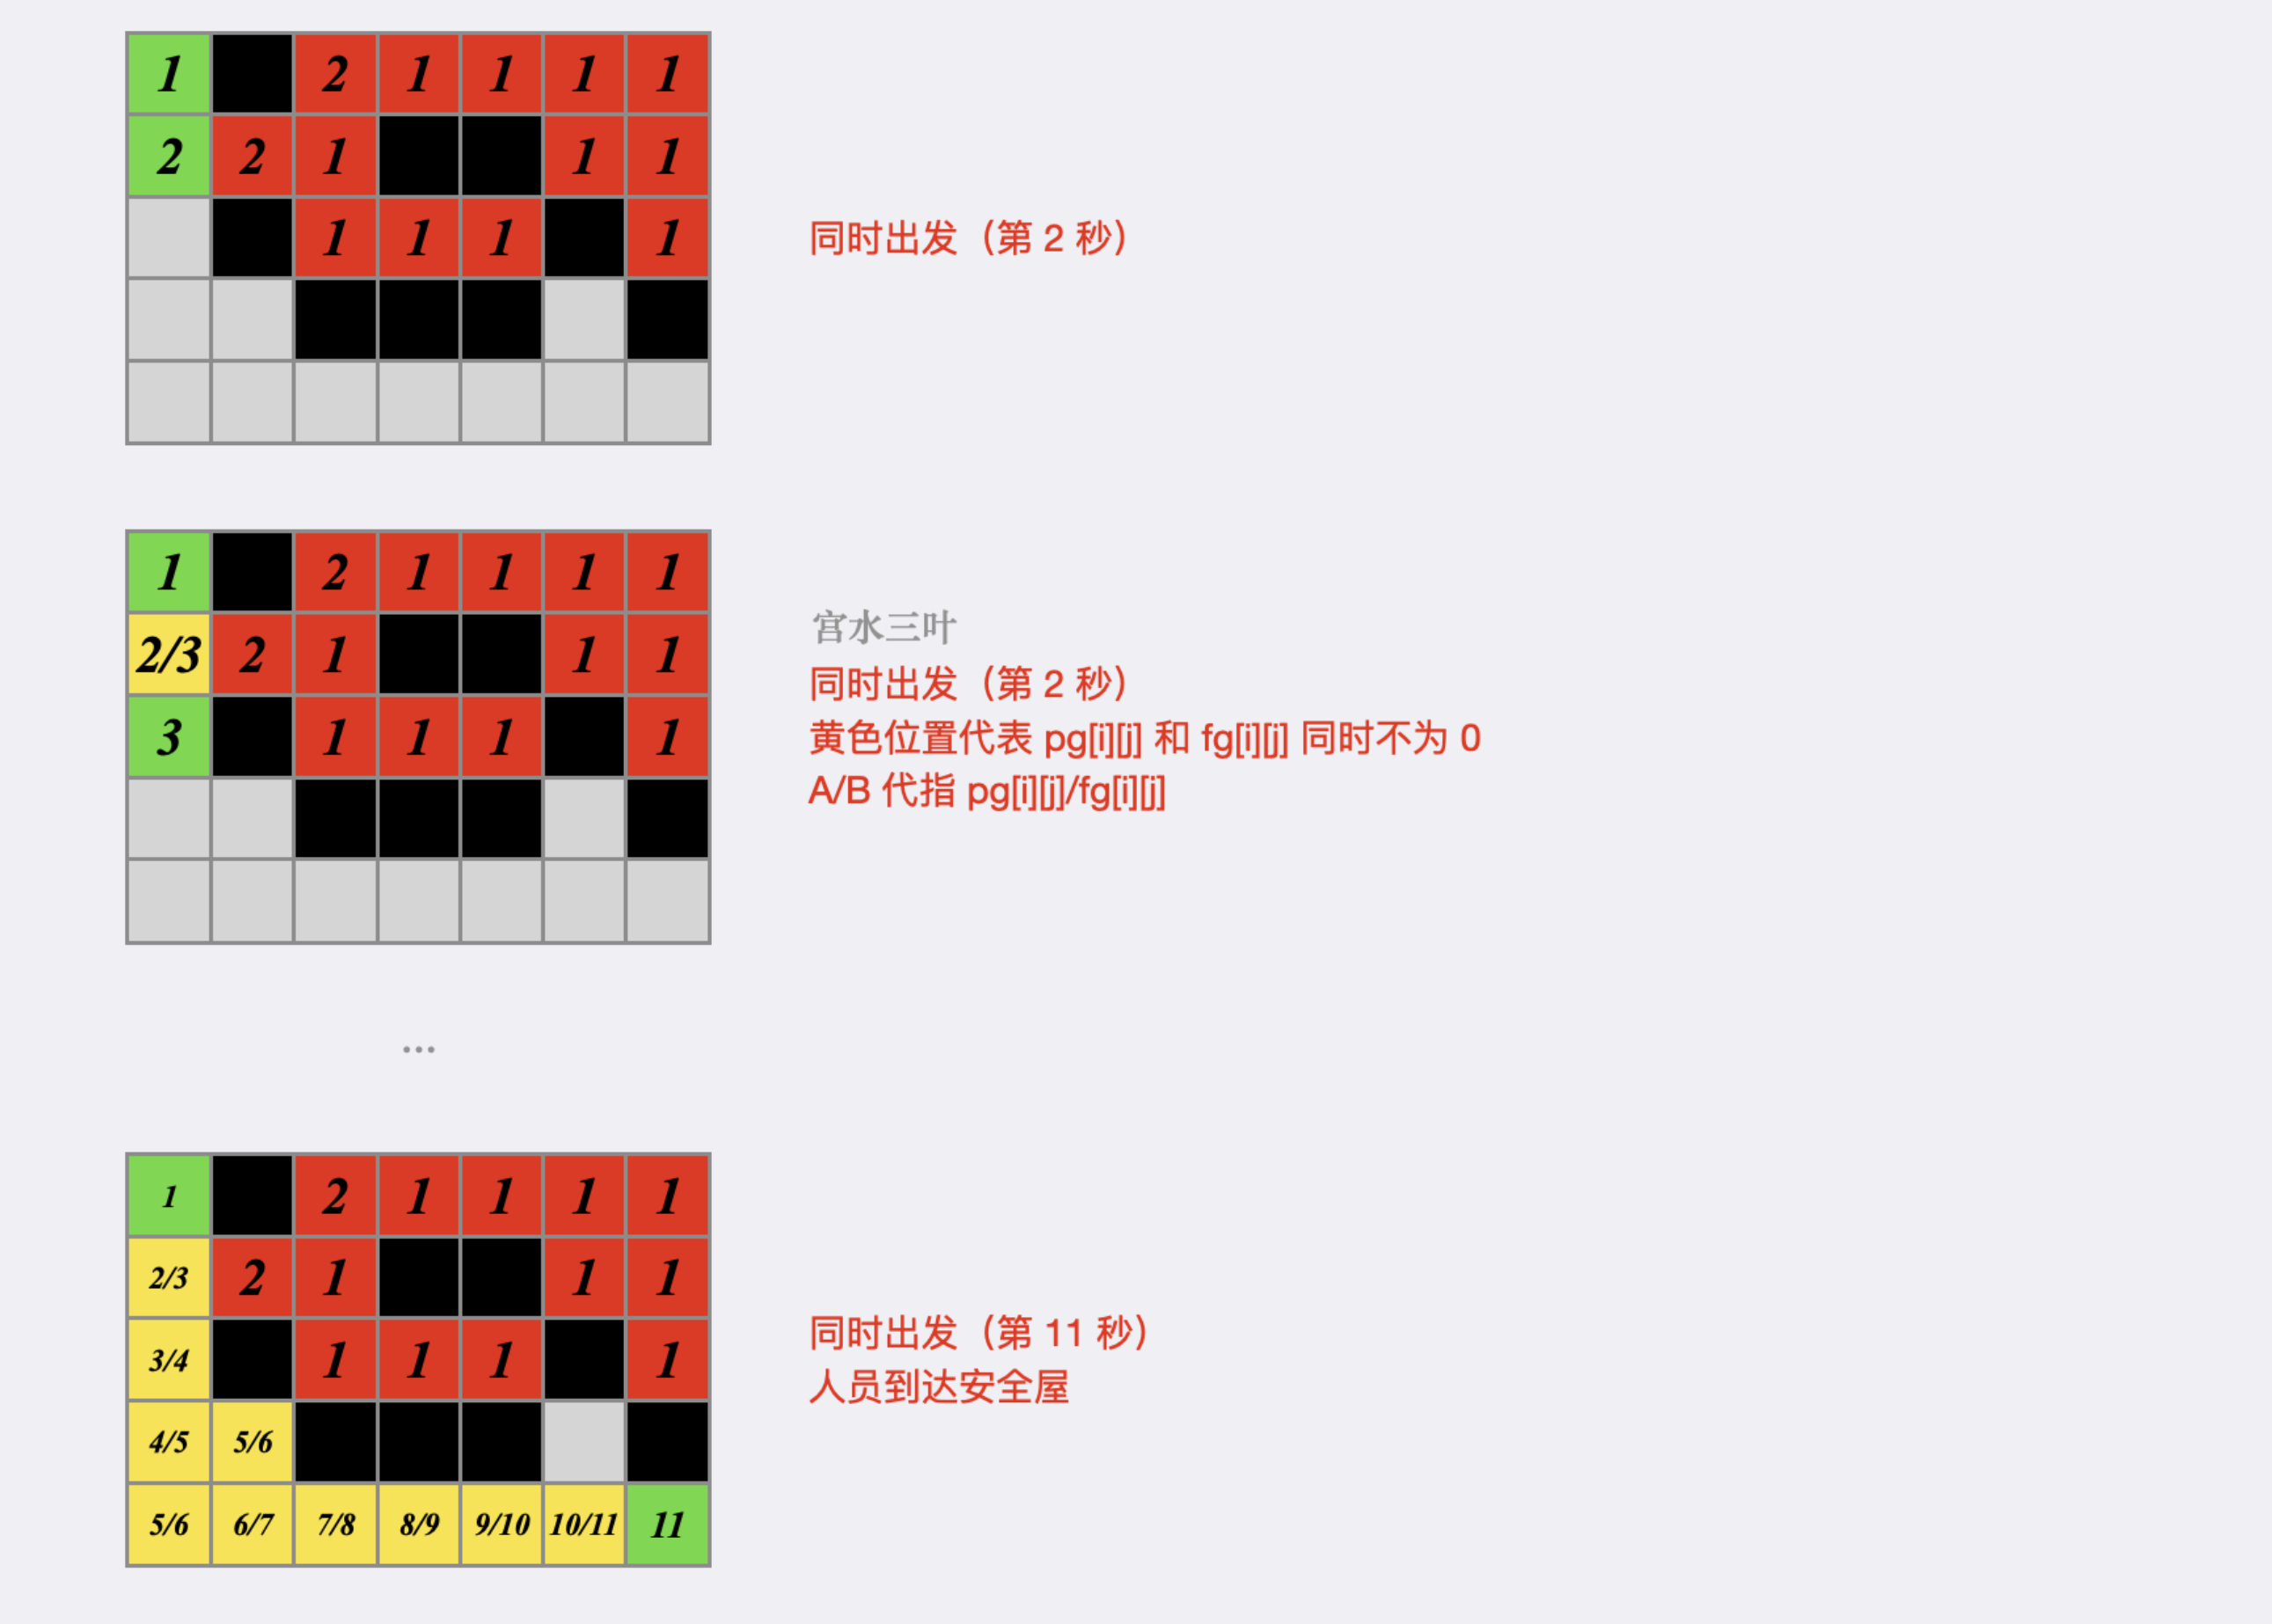 1 2 1 1 1 1
2 2 1 1 1
1 1 1 1
同时出发（第 2 秒）
1 2 1 1 1 1
2/3 2 1 1 1
3 1 1 1 1
宫水三叶
同时出发（第 2 秒）
黄色位置代表 pg[i][j] 和 fg[i][j] 同时不为 0
A/B 代指 pg[i][j]/fg[i][j]
...
1 2 1 1 1 1
2/3 2 1 1 1
3/4 1 1 1 1
4/5 5/6
5/6 6/7 7/8 8/9 9/10 10/11 11
同时出发（第 11 秒）
人员到达安全屋